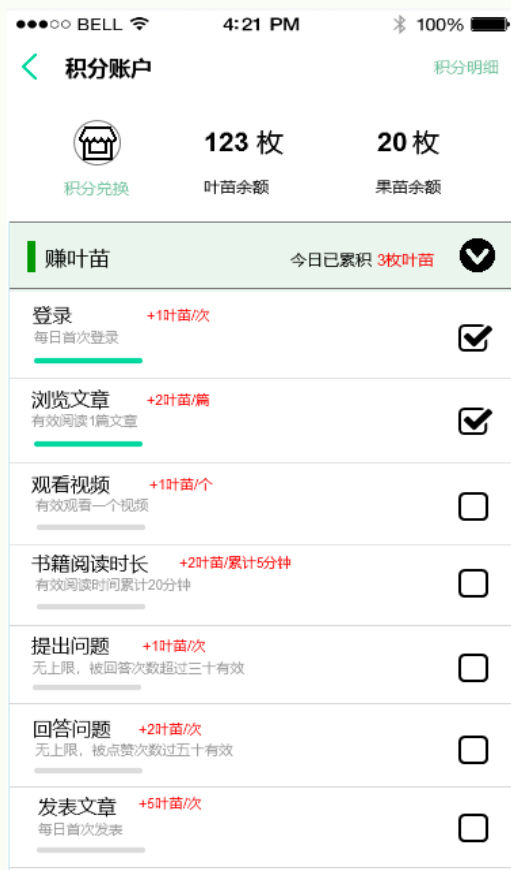 BELL 4:21 PM 100%
积分账户 积分明细
123 枚 20 枚
积分兑换 叶苗余额 果苗余额
赚叶苗 今日已累积 3枚叶苗
登录 +1叶苗/次
每日首次登录
浏览文章 +2叶苗/篇
有效阅读1篇文章
观看视频 +1叶苗/个
有效观看一个视频
书籍阅读时长 +2叶苗/累计5分钟
有效阅读时间累计20分钟
提出问题 +1叶苗/次
无上限，被回答次数超过三十有效
回答问题 +2叶苗/次
无上限，被点赞次数过五十有效
发表文章 +5叶苗/次
每日首次发表